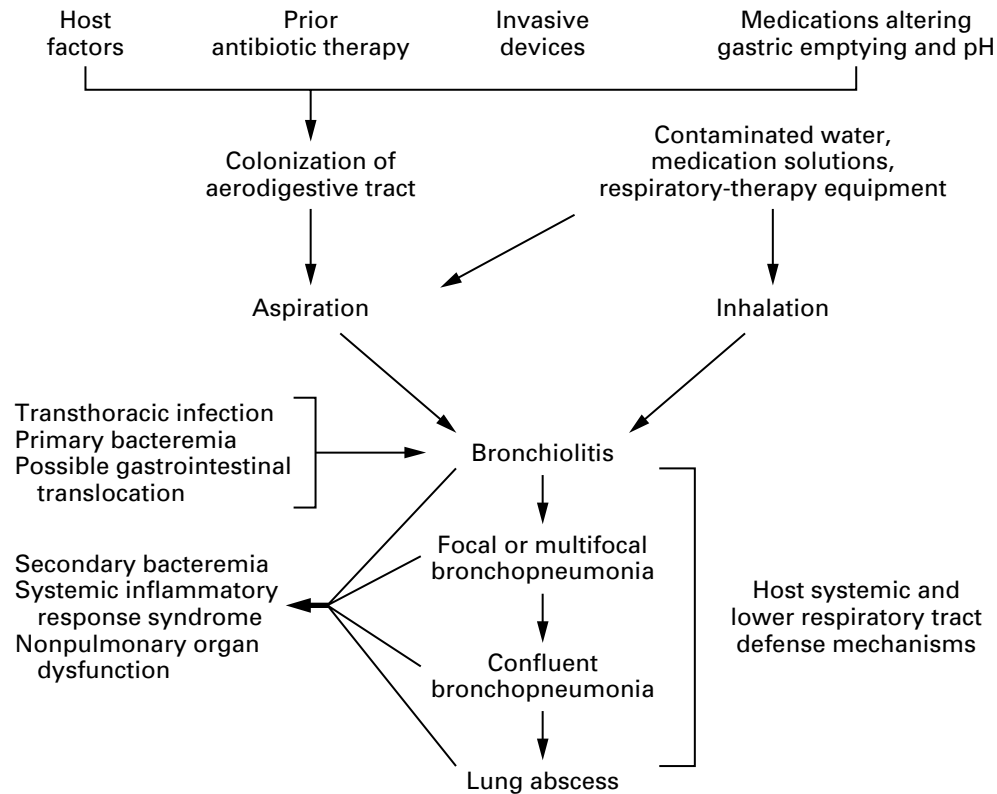 Host
factors
Prior
antibiotic therapy
Invasive
devices
Medications altering
gastric emptying and pH
Colonization of
aerodigestive tract
Contaminated water,
medication solutions,
respiratory-therapy equipment
Aspiration
Inhalation
Transthoracic infection
Primary bacteremia
Possible gastrointestinal
translocation
Bronchiolitis
Focal or multifocal
bronchopneumonia
Secondary bacteremia
Systemic inflammatory
response syndrome
Nonpulmonary organ
dysfunction
Host systemic and
lower respiratory tract
defense mechanisms
Confluent
bronchopneumonia
Lung abscess